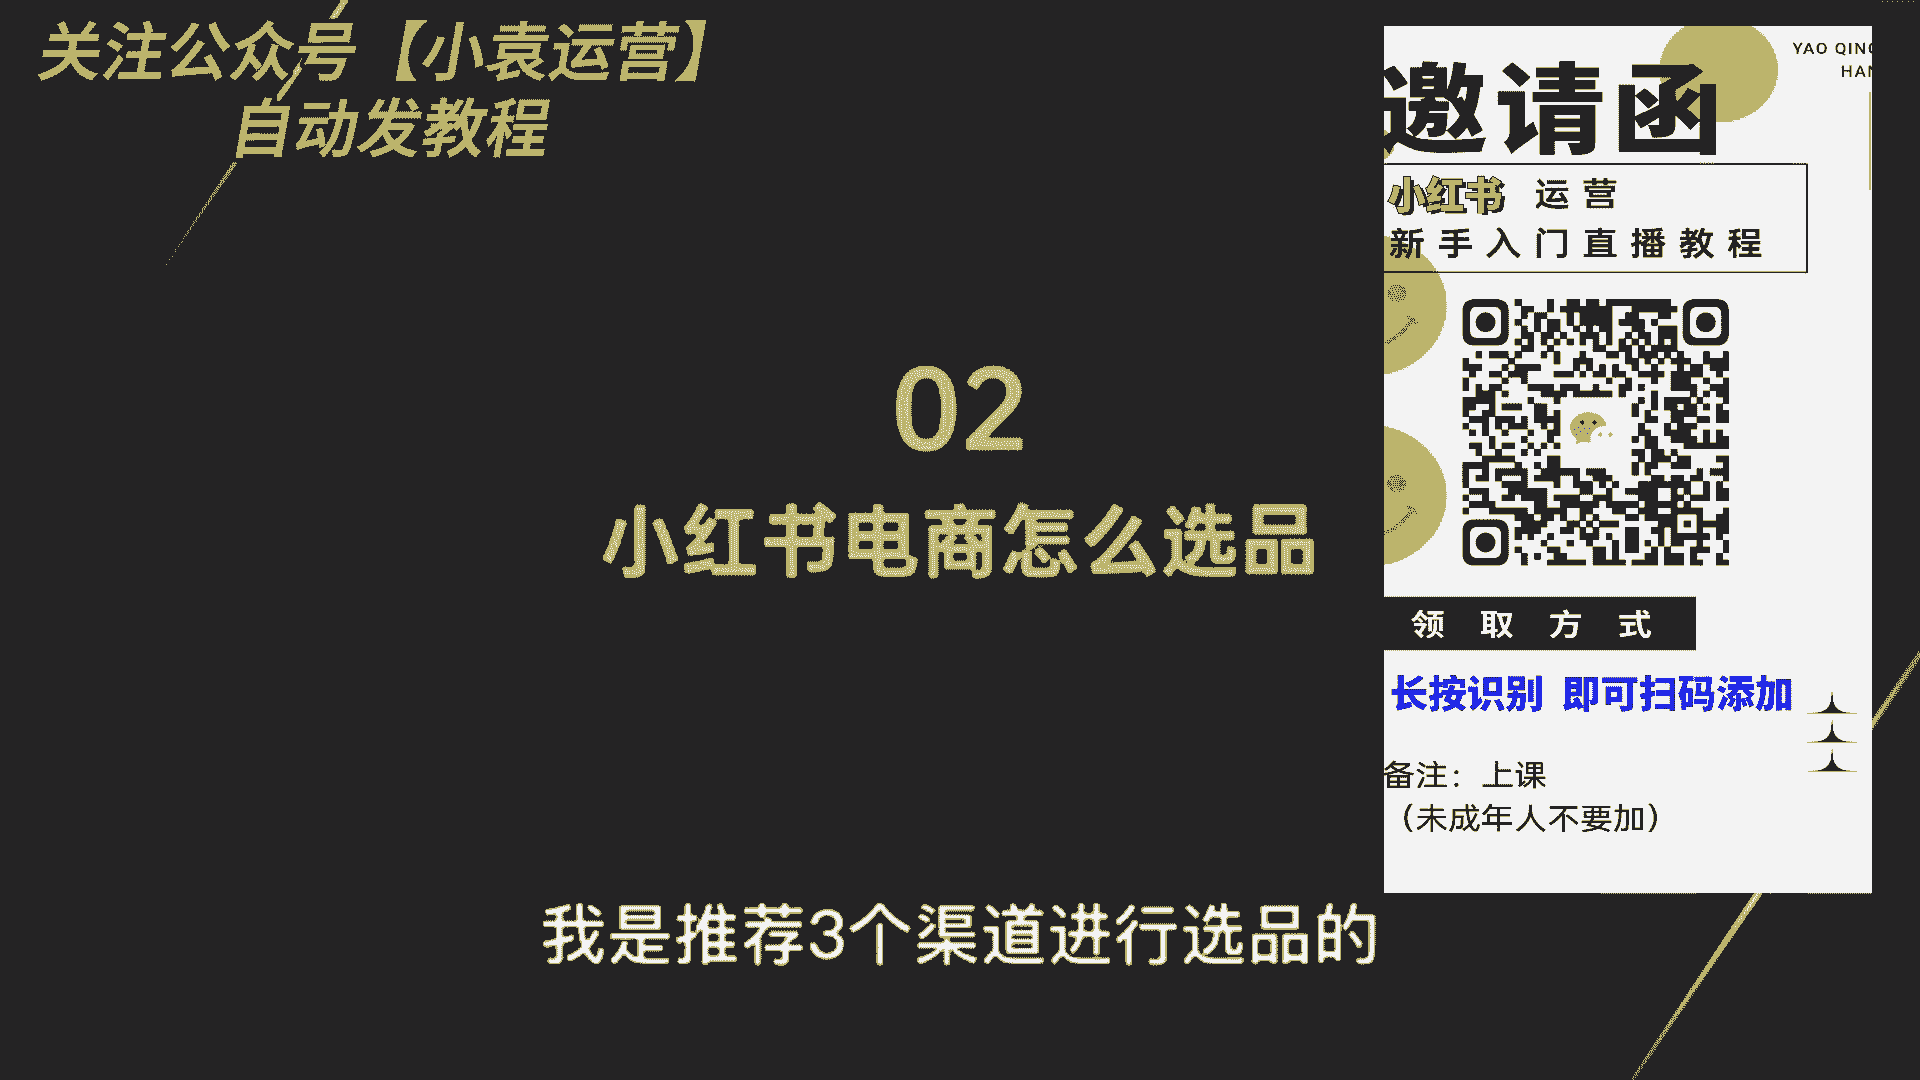 关注公众号【小袁运营】
自动发教程
02
小红书电商怎么选品
我是推荐3个渠道进行选品的
YAO QING
HAN
邀请函
小红书 运营
新手入门直播教程
领取方式
长按识别 即可扫码添加
备注：上课
（未成年人不要加）